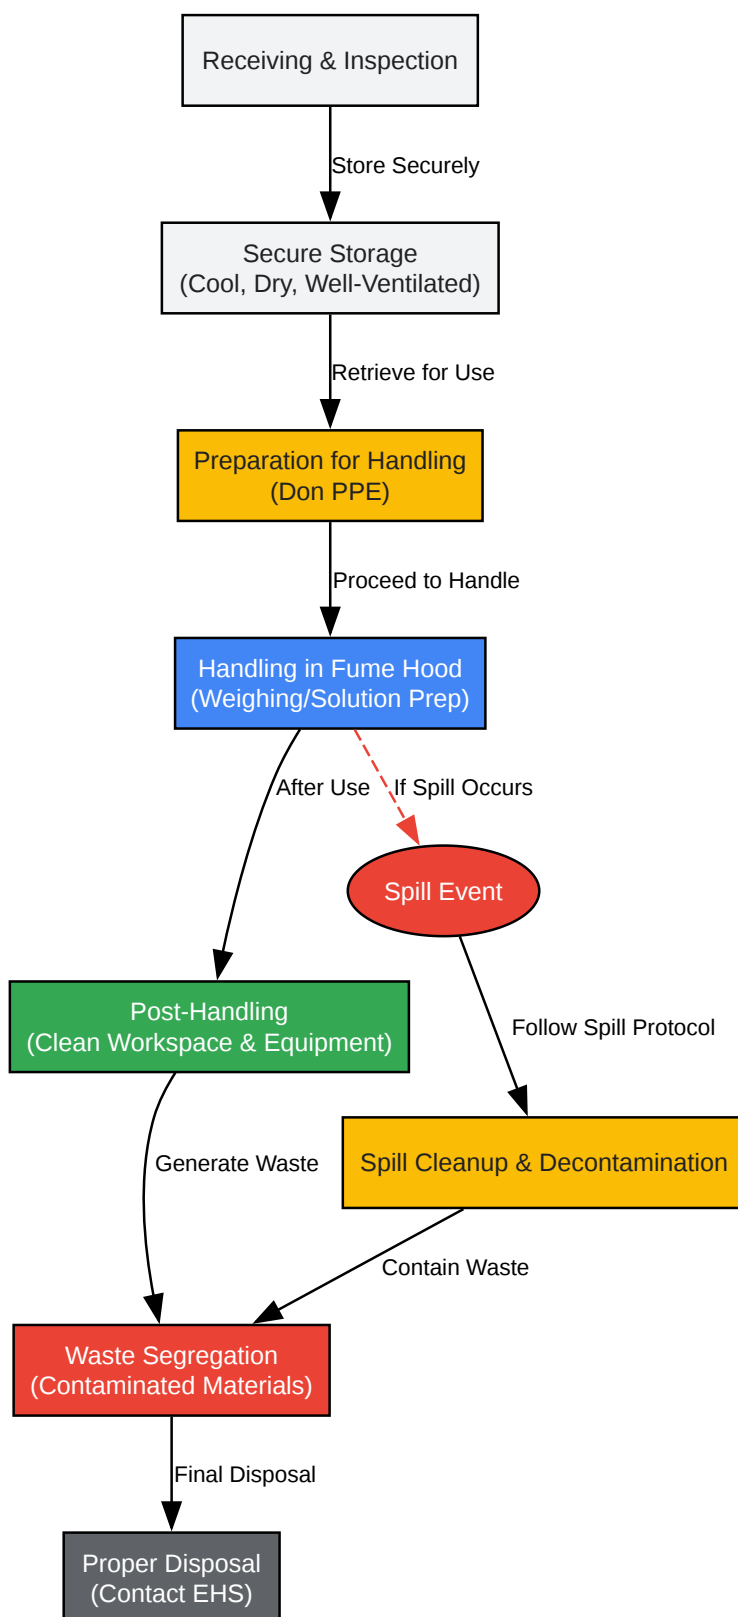 Receiving & Inspection
Store Securely
Secure Storage
(Cool, Dry, Well-Ventilated)
Retrieve for Use
Preparation for Handling
(Don PPE)
Proceed to Handle
Handling in Fume Hood
(Weighing/Solution Prep)
After Use
If Spill Occurs
Spill Event
Post-Handling
(Clean Workspace & Equipment)
Follow Spill Protocol
Generate Waste
Spill Cleanup & Decontamination
Contain Waste
Waste Segregation
(Contaminated Materials)
Final Disposal
Proper Disposal
(Contact EHS)